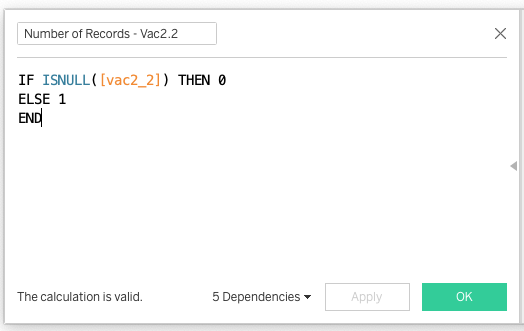 Number of Records - Vac2.2
IF ISNULL([vac2_2]) THEN 0
ELSE 1
END
The calculation is valid.
5 Dependencies
Apply
OK